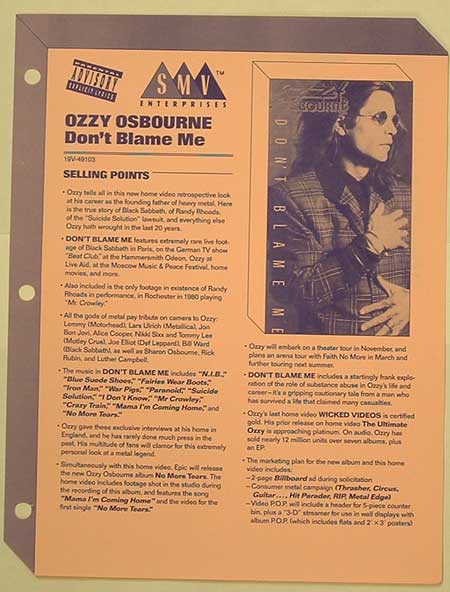 PARENTAL
ADVISORY
EXPLICIT LYRICS
SMV™
ENTERPRISES
OZZY OSBOURNE
Don't Blame Me
19V-49103
SELLING POINTS
• Ozzy tells all in this new home video retrospective look
at his career as the founding father of heavy metal. Here
is the true story of Black Sabbath, of Randy Rhoads,
of the "Suicide Solution" lawsuit, and everything else
Ozzy hath wrought in the last 20 years.
• DON'T BLAME ME features extremely rare live foot-
age of Black Sabbath in Paris, on the German TV show
"Beat Club," at the Hammersmith Odeon, Ozzy at
Live Aid, at the Moscow Music & Peace Festival, home
movies, and more.
• Also included is the only footage in existence of Randy
Rhoads in performance, in Rochester in 1980 playing
"Mr. Crowley."
• All the gods of metal pay tribute on camera to Ozzy:
Lemmy (Motorhead), Lars Ulrich (Metallica), Jon
Bon Jovi, Alice Cooper, Nikki Sixx and Tommy Lee
(Motley Crue), Joe Elliot (Def Leppard), Bill Ward
(Black Sabbath), as well as Sharon Osbourne, Rick
Rubin, and Luther Campbell.
• The music in DON'T BLAME ME includes "N.I.B.,"
"Blue Suede Shoes," "Fairies Wear Boots,"
"Iron Man," "War Pigs," "Paranoid," "Suicide
Solution," "I Don't Know," "Mr Crowley,"
"Crazy Train," "Mama I'm Coming Home," and
"No More Tears."
• Ozzy gave these exclusive interviews at his home in
England, and he has rarely done much press in the
past. His multitude of fans will clamor for this extremely
personal look at a metal legend.
• Simultaneously with this home video, Epic will release
the new Ozzy Osbourne album No More Tears. The
home video includes footage shot in the studio during
the recording of this album, and features the song
"Mama I'm Coming Home" and the video for the
first single "No More Tears."
OZZY
OSBOURNE
DON'T BLAME ME
• Ozzy will embark on a theater tour in November, and
plans an arena tour with Faith No More in March and
further touring next summer.
• DON'T BLAME ME includes a startingly frank explo-
ration of the role of substance abuse in Ozzy's life and
career—it's a gripping cautionary tale from a man who
has survived a life that claimed many casualties.
• Ozzy's last home video WICKED VIDEOS is certified
gold. His prior release on home video The Ultimate
Ozzy is approaching platinum. On audio, Ozzy has
sold nearly 12 million units over seven albums, plus
an EP.
• The marketing plan for the new album and this home
video includes:
—2-page Billboard ad during solicitation
—Consumer metal campaign (Thrasher, Circus,
Guitar . . . , Hit Parader, RIP, Metal Edge)
—Video P.O.P. will include a header for 5-piece counter
bin, plus a "3-D" streamer for use in wall displays with
album P.O.P. (which includes flats and 2' × 3' posters)